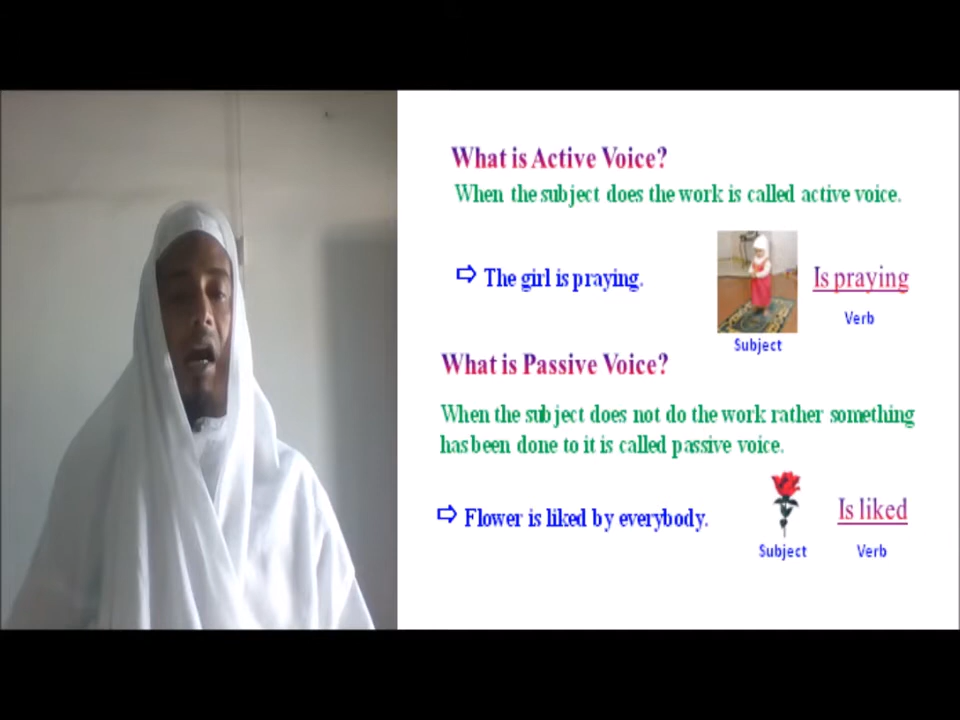 What is Active Voice?
When the subject does the work is called active voice.
⇨ The girl is praying.
Is praying
Verb
Subject
What is Passive Voice?
When the subject does not do the work rather something
has been done to it is called passive voice.
⇨ Flower is liked by everybody.
Is liked
Subject
Verb